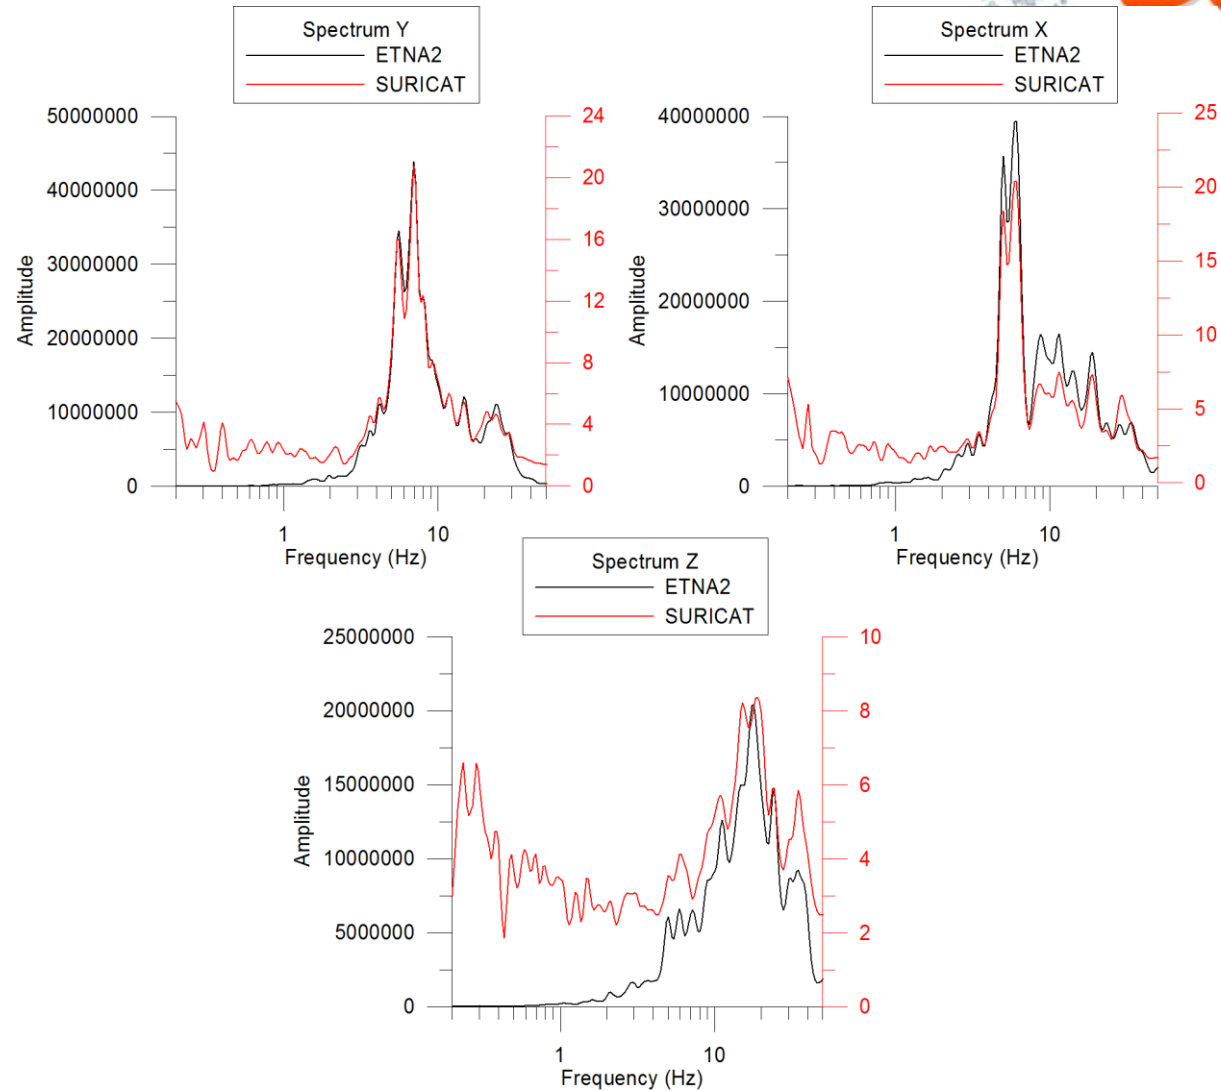 Spectrum Y
ETNA2
SURICAT
50000000
40000000
30000000
20000000
10000000
0
Amplitude
24
20
16
12
8
4
0
1
10
Frequency (Hz)
Spectrum X
ETNA2
SURICAT
40000000
30000000
20000000
10000000
0
Amplitude
25
20
15
10
5
0
1
10
Frequency (Hz)
Spectrum Z
ETNA2
SURICAT
25000000
20000000
15000000
10000000
5000000
0
Amplitude
10
8
6
4
2
0
1
10
Frequency (Hz)